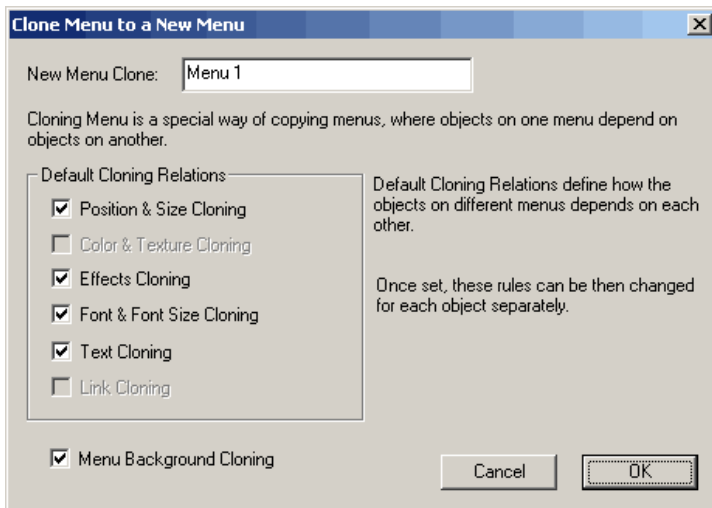 Clone Menu to a New Menu
New Menu Clone:
Menu 1
Cloning Menu is a special way of copying menus, where objects on one menu depend on
objects on another.
Default Cloning Relations
Position & Size Cloning
Color & Texture Cloning
Effects Cloning
Font & Font Size Cloning
Text Cloning
Link Cloning
Default Cloning Relations define how the
objects on different menus depends on each
other.
Once set, these rules can be then changed
for each object separately.
Menu Background Cloning
Cancel
OK